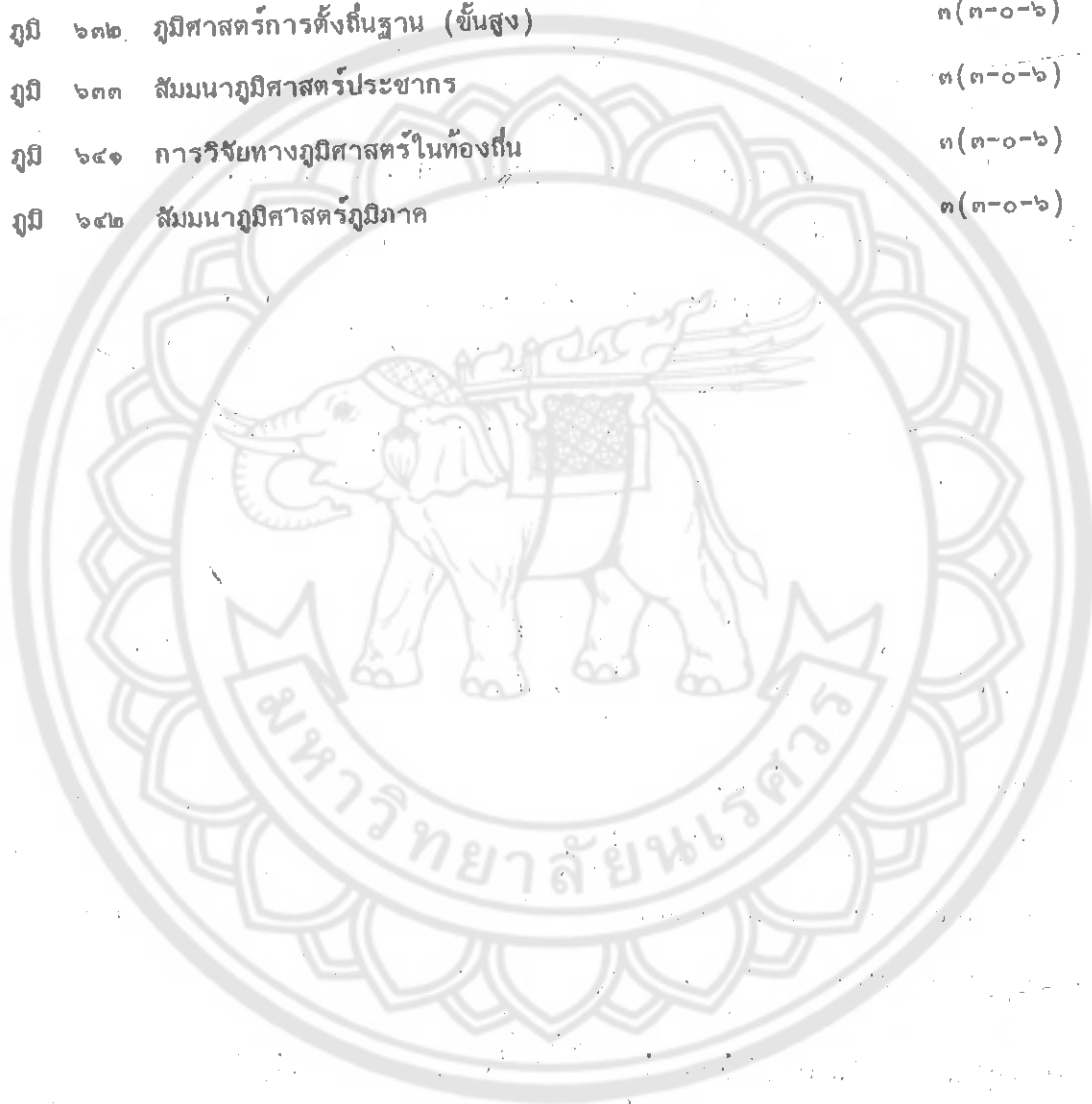 ภูมิ ๖๓๒ ภูมิศาสตร์การตั้งถิ่นฐาน (ขั้นสูง) ๓(๓-๐-๖)
ภูมิ ๖๓๓ สัมมนาภูมิศาสตร์ประชากร ๓(๓-๐-๖)
ภูมิ ๖๔๑ การวิจัยทางภูมิศาสตร์ในท้องถิ่น ๓(๓-๐-๖)
ภูมิ ๖๔๒ สัมมนาภูมิศาสตร์ภูมิภาค ๓(๓-๐-๖)
มหาวิทยาลัยนเรศวร